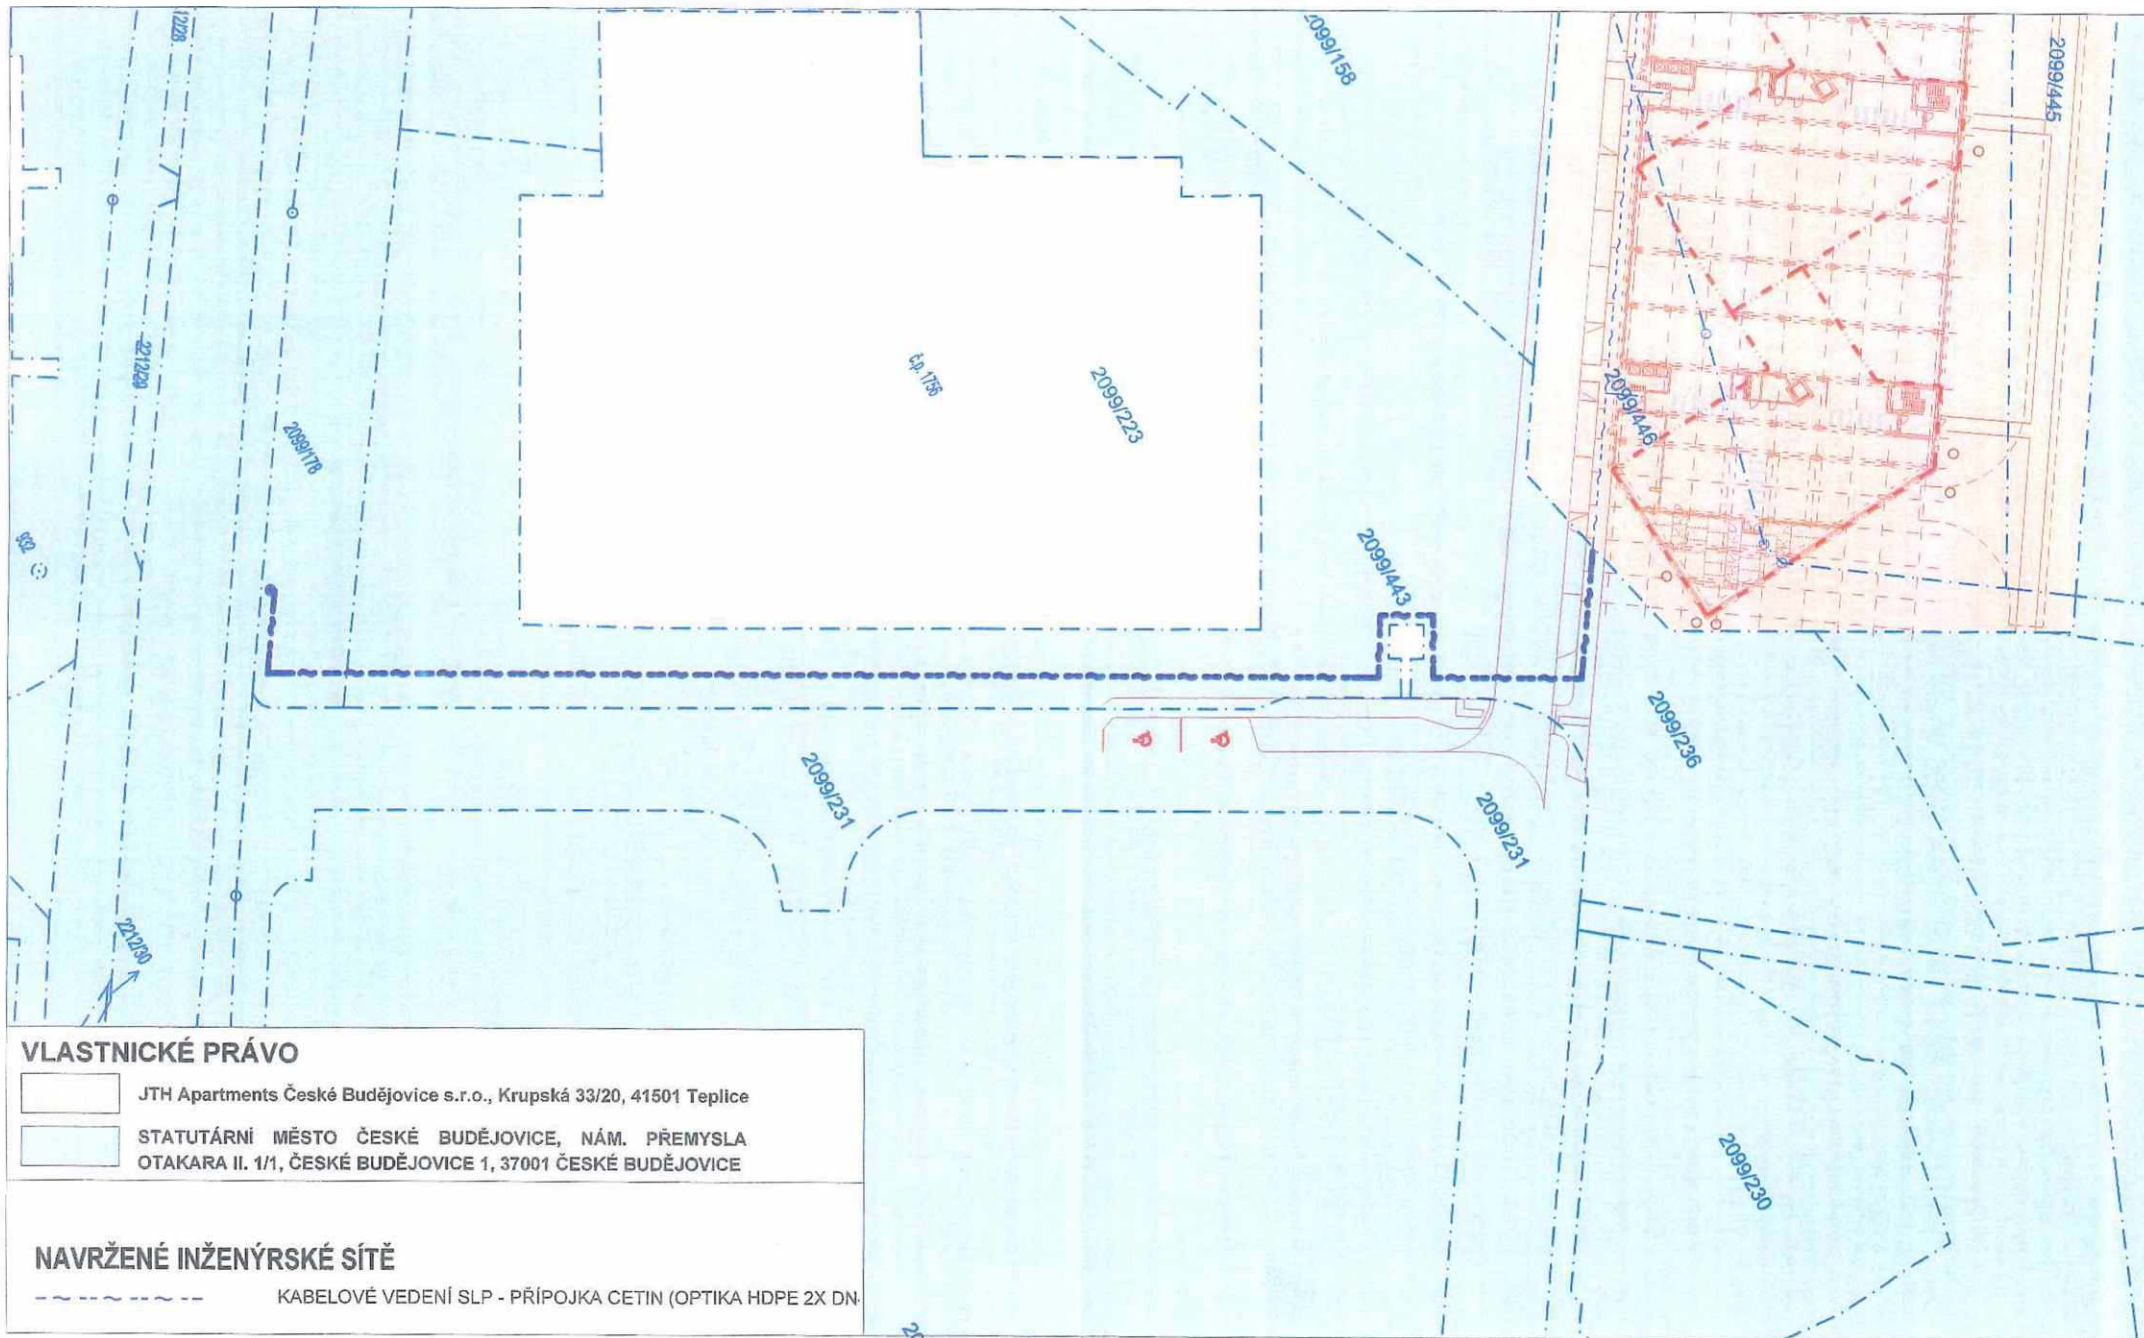 2212/28
2099/158
2099/445
2212/29
č.p. 1756
2099/223
2099/446
2099/178
932
2099/443
2099/236
2099/231
2099/231
2212/30
2099/230
VLASTNICKÉ PRÁVO
JTH Apartments České Budějovice s.r.o., Krupská 33/20, 41501 Teplice
STATUTÁRNÍ MĚSTO ČESKÉ BUDĚJOVICE, NÁM. PŘEMYSLA
OTAKARA II. 1/1, ČESKÉ BUDĚJOVICE 1, 37001 ČESKÉ BUDĚJOVICE
NAVRŽENÉ INŽENÝRSKÉ SÍTĚ
KABELOVÉ VEDENÍ SLP - PŘÍPOJKA CETIN (OPTIKA HDPE 2X DN